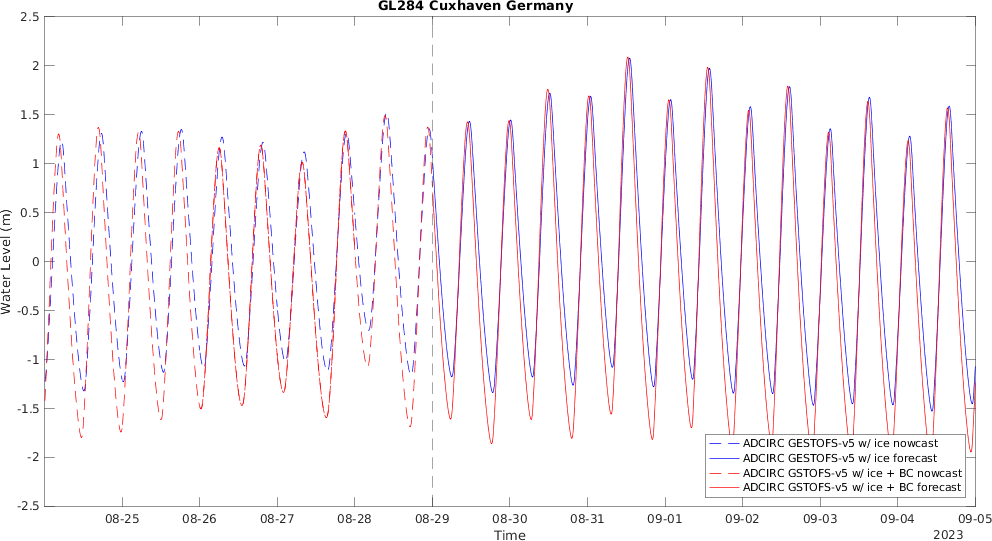 GL284 Cuxhaven Germany
2.5
2
1.5
1
0.5
0
-0.5
-1
-1.5
-2
-2.5
Water Level (m)
ADCIRC GESTOFS-v5 w/ ice nowcast
ADCIRC GESTOFS-v5 w/ ice forecast
ADCIRC GSTOFS-v5 w/ ice + BC nowcast
ADCIRC GSTOFS-v5 w/ ice + BC forecast
08-25 08-26 08-27 08-28 08-29 08-30 08-31 09-01 09-02 09-03 09-04 09-05
Time
2023